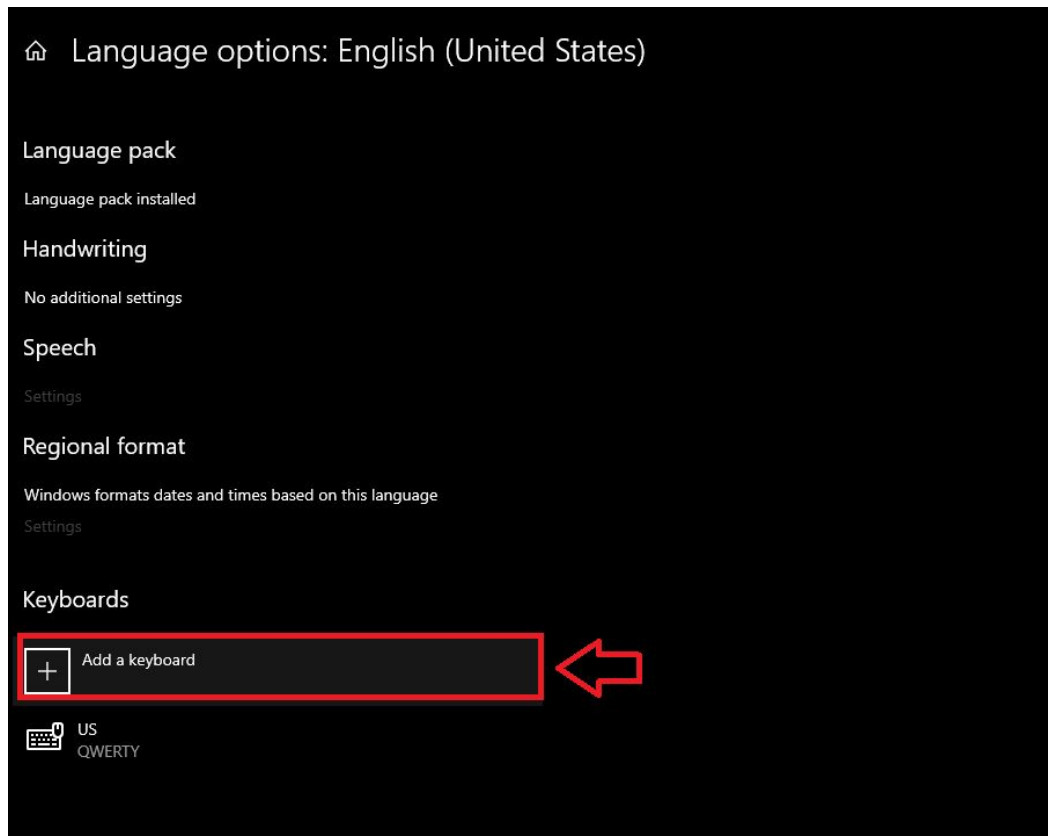 Language options: English (United States)
Language pack
Language pack installed
Handwriting
No additional settings
Speech
Settings
Regional format
Windows formats dates and times based on this language
Settings
Keyboards
Add a keyboard
US
QWERTY